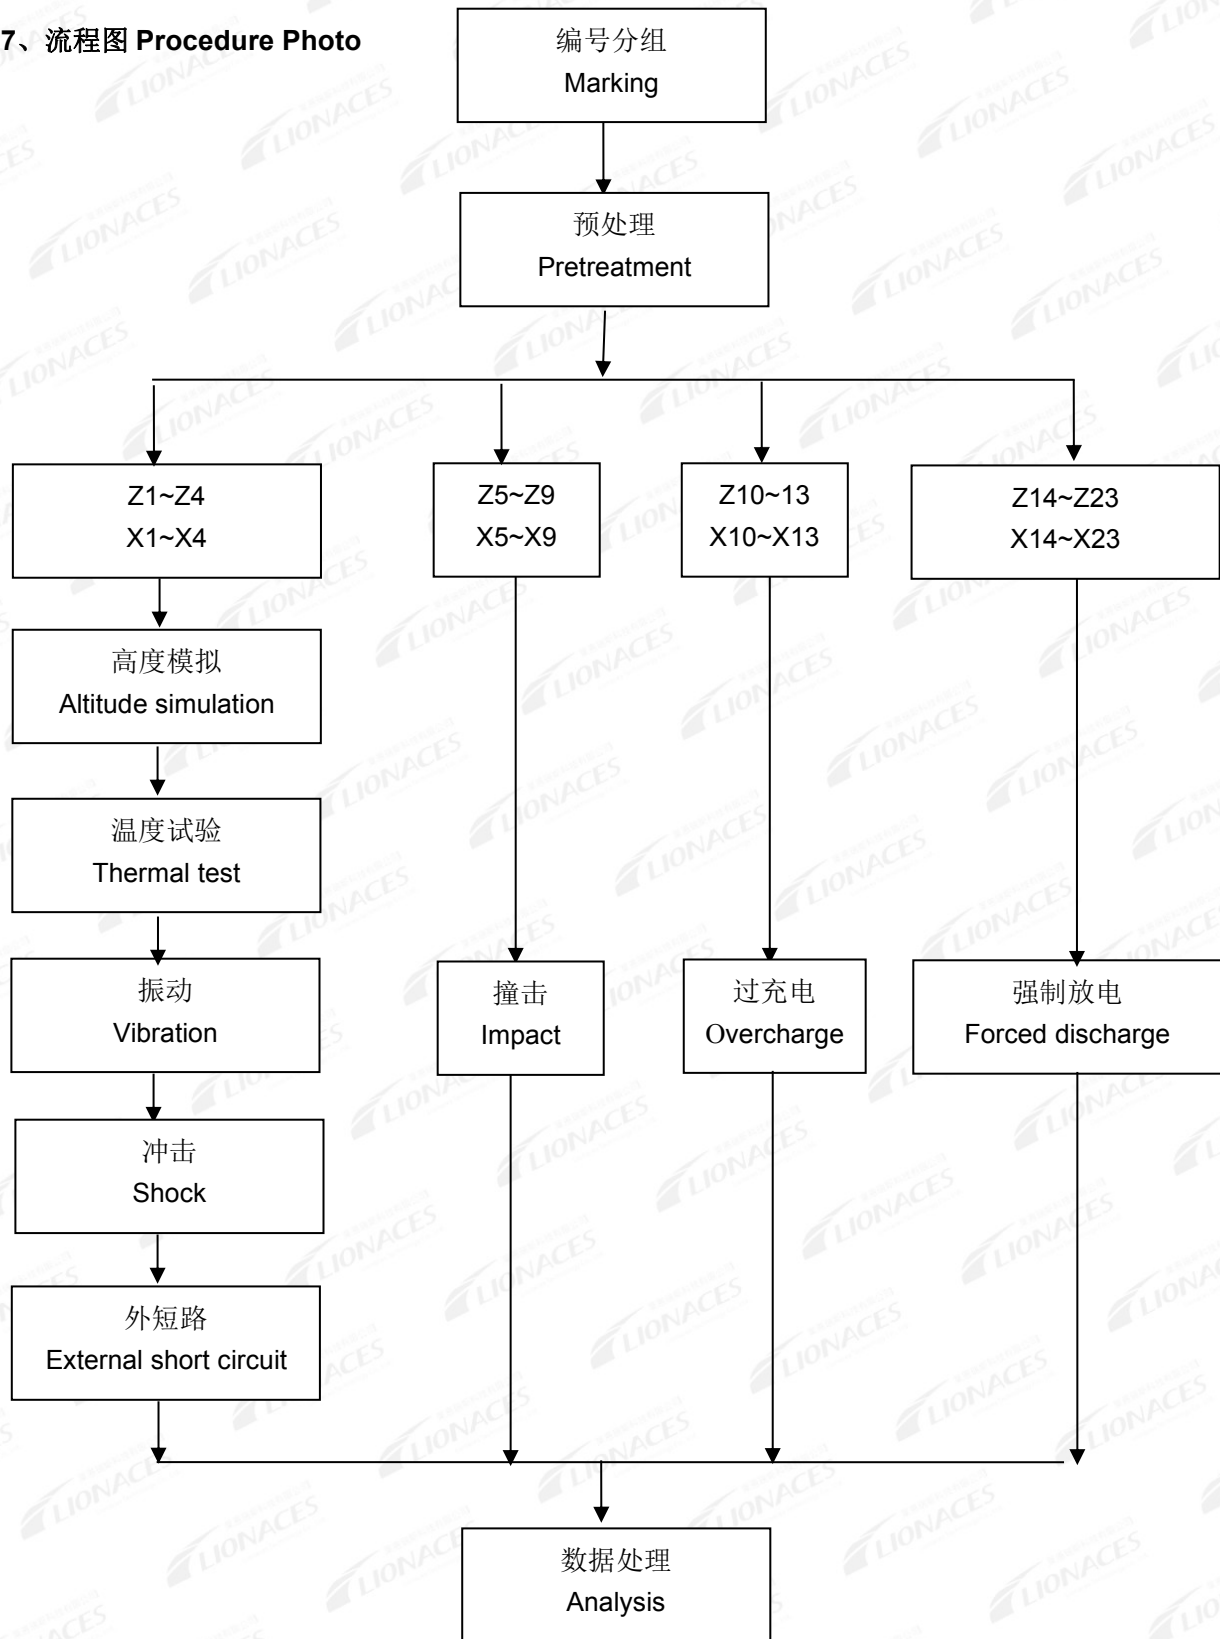 7、流程图 Procedure Photo
编号分组
Marking
预处理
Pretreatment
Z1~Z4
X1~X4
Z5~Z9
X5~X9
Z10~13
X10~X13
Z14~Z23
X14~X23
高度模拟
Altitude simulation
温度试验
Thermal test
振动
Vibration
撞击
Impact
过充电
Overcharge
强制放电
Forced discharge
冲击
Shock
外短路
External short circuit
数据处理
Analysis
LIONACES